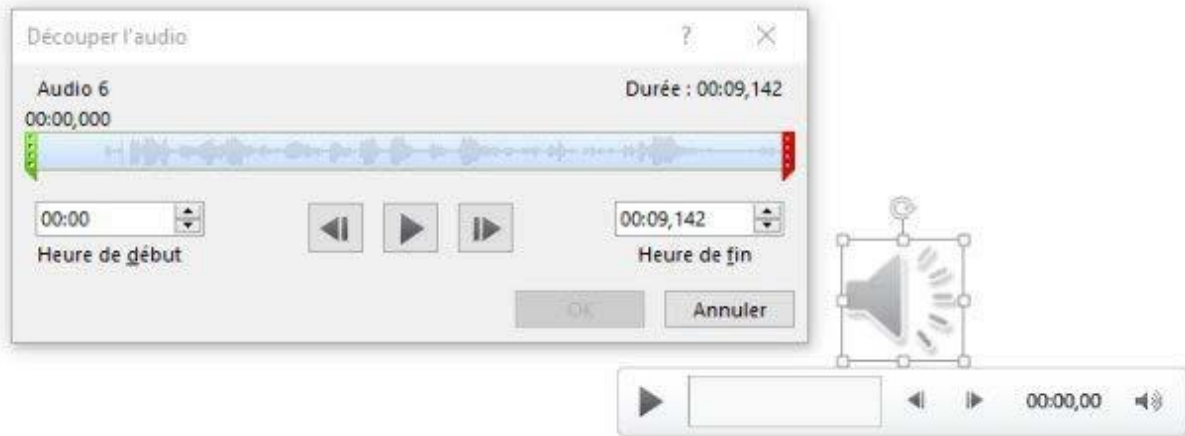 Découper l'audio ?
Audio 6 Durée : 00:09,142
00:00,000
00:00 00:09,142
Heure de début Heure de fin
OK Annuler
00:00,00